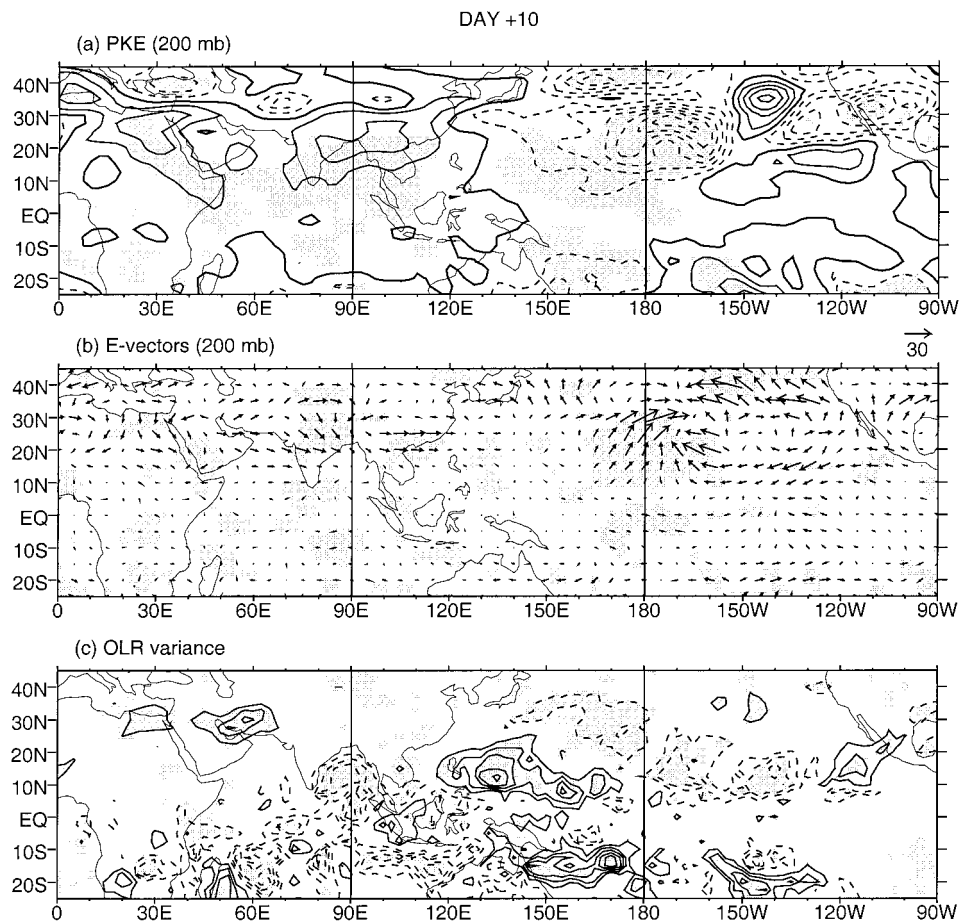 DAY +10
(a) PKE (200 mb)
40N
30N
20N
10N
EQ
10S
20S
0 30E 60E 90E 120E 150E 180 150W 120W 90W
(b) E-vectors (200 mb)
30
40N
30N
20N
10N
EQ
10S
20S
0 30E 60E 90E 120E 150E 180 150W 120W 90W
(c) OLR variance
40N
30N
20N
10N
EQ
10S
20S
0 30E 60E 90E 120E 150E 180 150W 120W 90W